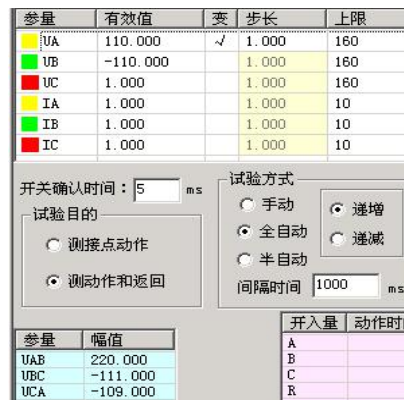 参量 有效值 变 步长 上限
UA 110.000 √ 1.000 160
UB -110.000 1.000 160
UC 1.000 1.000 160
IA 1.000 1.000 10
IB 1.000 1.000 10
IC 1.000 1.000 10
开关确认时间： 5 ms
试验目的
测接点动作
测动作和返回
试验方式
手动
全自动
半自动
递增
递减
间隔时间 1000 ms
参量 幅值
UAB 220.000
UBC -111.000
UCA -109.000
开入量 动作时
A
B
C
R